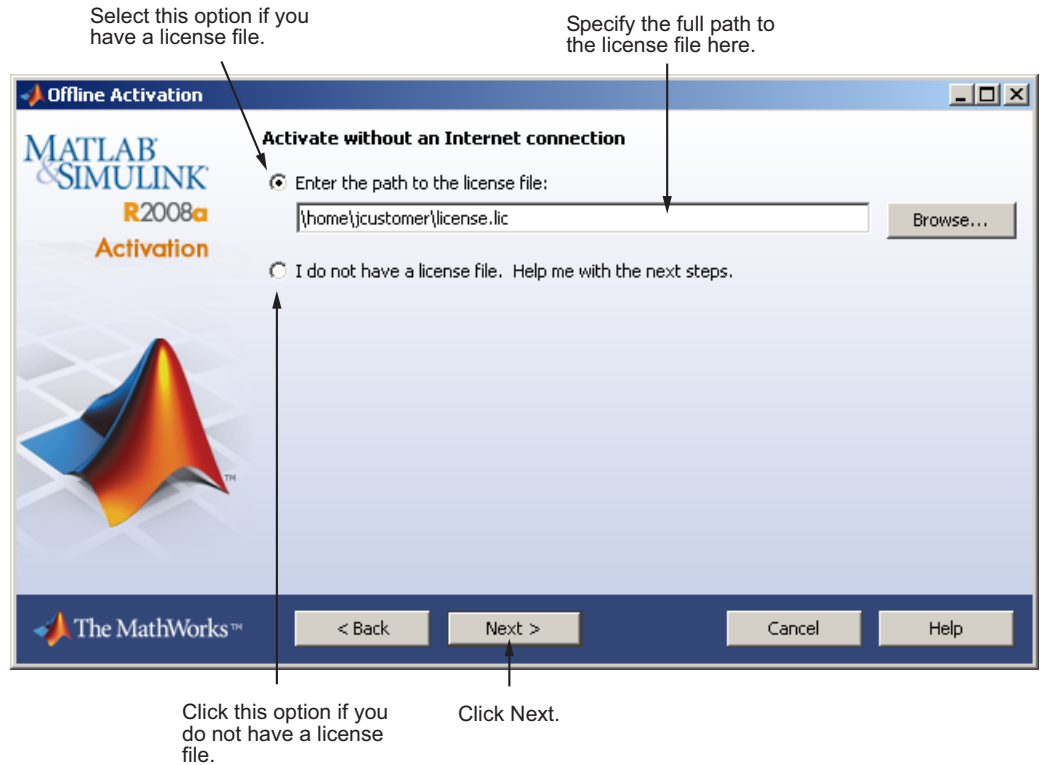 Select this option if you
have a license file.
Specify the full path to
the license file here.
Offline Activation
MATLAB
&SIMULINK
R2008a
Activation
Activate without an Internet connection
Enter the path to the license file:
\home\jcustomer\license.lic
Browse...
I do not have a license file. Help me with the next steps.
TM
The MathWorks™
< Back
Next >
Cancel
Help
Click this option if you
do not have a license
file.
Click Next.